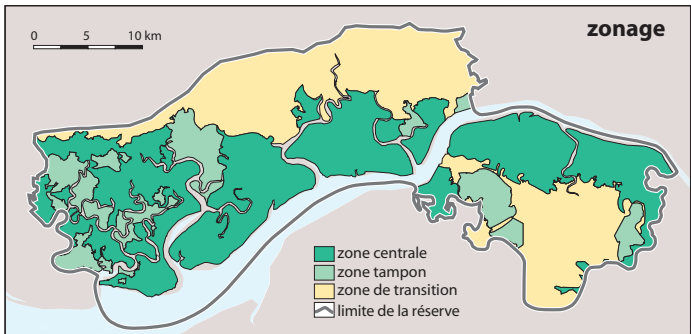 zonage
0 5 10 km
zone centrale
zone tampon
zone de transition
limite de la réserve